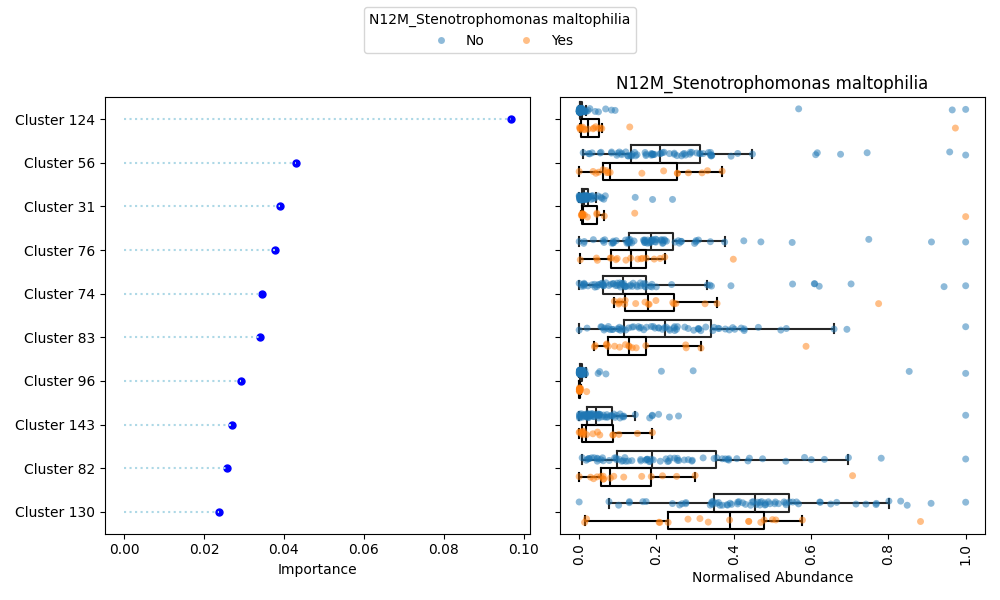 N12M_Stenotrophomonas maltophilia
No Yes
N12M_Stenotrophomonas maltophilia
Cluster 124
Cluster 56
Cluster 31
Cluster 76
Cluster 74
Cluster 83
Cluster 96
Cluster 143
Cluster 82
Cluster 130
0.00 0.02 0.04 0.06 0.08 0.10
Importance
0.0 0.2 0.4 0.6 0.8 1.0
Normalised Abundance